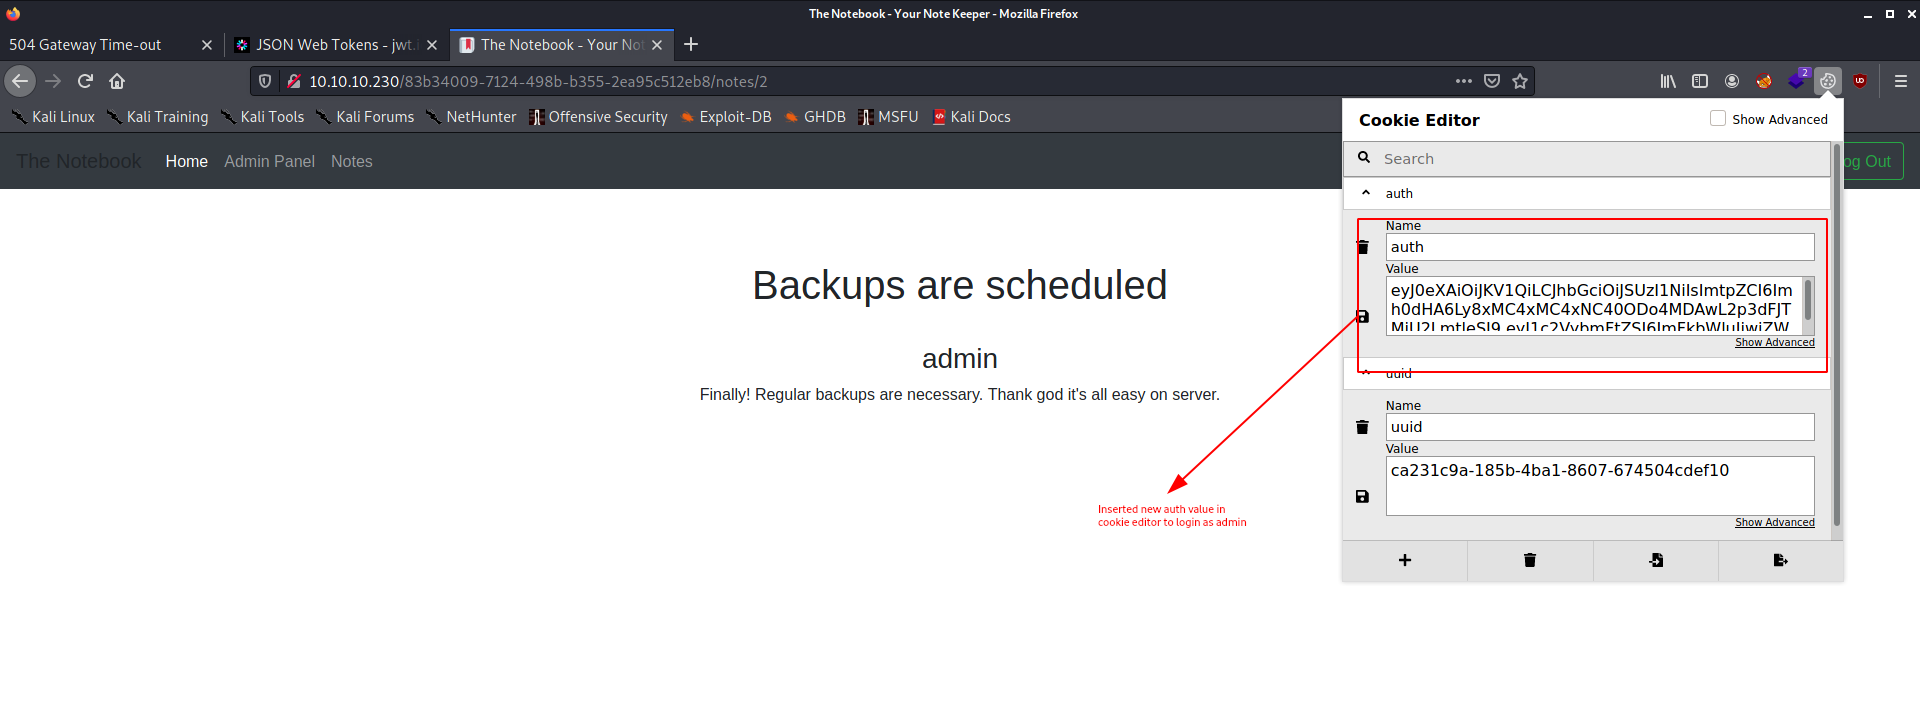 The Notebook - Your Note Keeper - Mozilla Firefox
504 Gateway Time-out
JSON Web Tokens - jwt.i
The Notebook - Your No
10.10.10.230/83b34009-7124-498b-b355-2ea95c512eb8/notes/2
2
Kali Linux Kali Training Kali Tools Kali Forums NetHunter Offensive Security Exploit-DB GHDB MSFU Kali Docs
The Notebook Home Admin Panel Notes
og Out
Backups are scheduled
admin
Finally! Regular backups are necessary. Thank god it's all easy on server.
Inserted new auth value in
cookie editor to login as admin
Cookie Editor
Show Advanced
Search
auth
Name
auth
Value
eyJ0eXAiOiJKV1QiLCJhbGciOiJSUzI1NiIsImtpZCI6Im
h0dHA6Ly8xMC4xMC4xNC40ODo4MDAwL2p3dFJT
Show Advanced
uuid
Name
uuid
Value
ca231c9a-185b-4ba1-8607-674504cdef10
Show Advanced